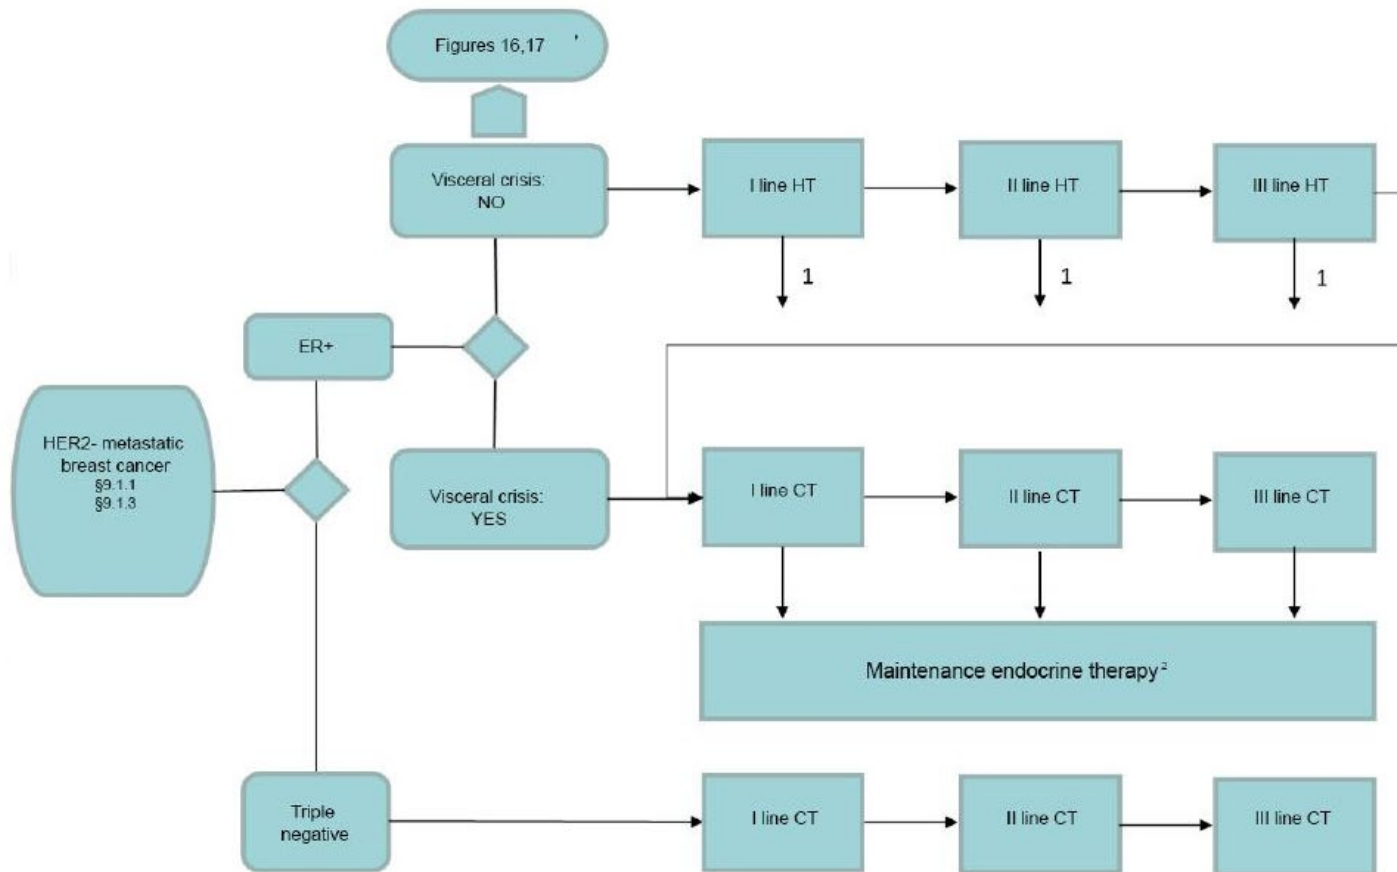 Figures 16,17 '
Visceral crisis:
NO
I line HT
II line HT
III line HT
1
1
1
ER+
HER2- metastatic
breast cancer
§9.1.1
§9.1.3
Visceral crisis:
YES
I line CT
II line CT
III line CT
Maintenance endocrine therapy²
Triple
negative
I line CT
II line CT
III line CT